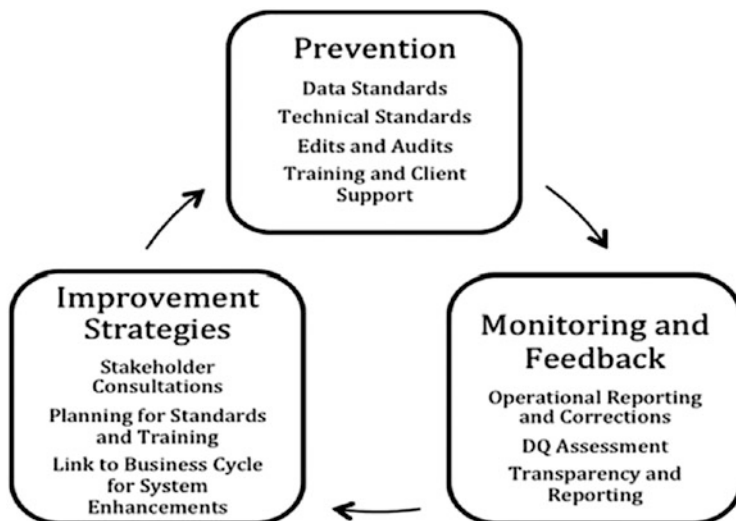 Prevention
Data Standards
Technical Standards
Edits and Audits
Training and Client
Support
Improvement
Strategies
Stakeholder
Consultations
Planning for Standards
and Training
Link to Business Cycle
for System
Enhancements
Monitoring and
Feedback
Operational Reporting
and Corrections
DQ Assessment
Transparency and
Reporting